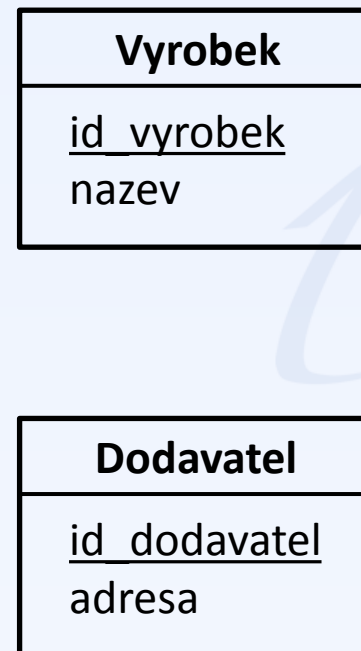 Vyrobek
id_vyrobek
nazev
Dodavatel
id_dodavatel
adresa